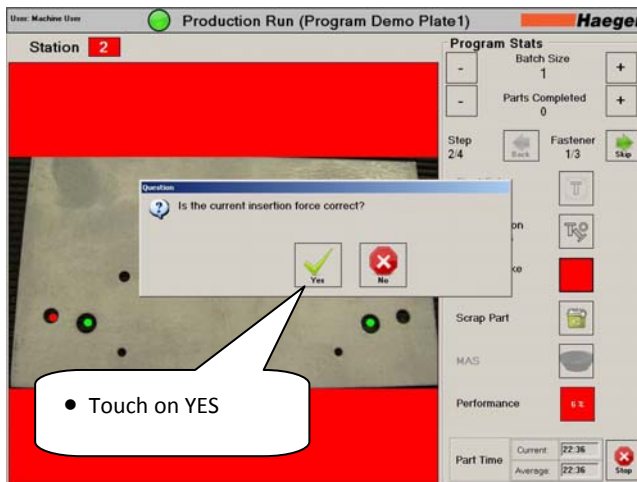 User: Machine User
Production Run (Program Demo Plate1)
Haeger
Station 2
Program Stats
Batch Size
- 1 +
Parts Completed
- 0 +
Step
2/4
Back
Fastener
1/3
Skip
Question
Is the current insertion force correct?
Yes
No
T
on
ke
Scrap Part
MAS
Performance
6 %
Part Time
Current: 22:36
Average: 22:36
Stop
• Touch on YES